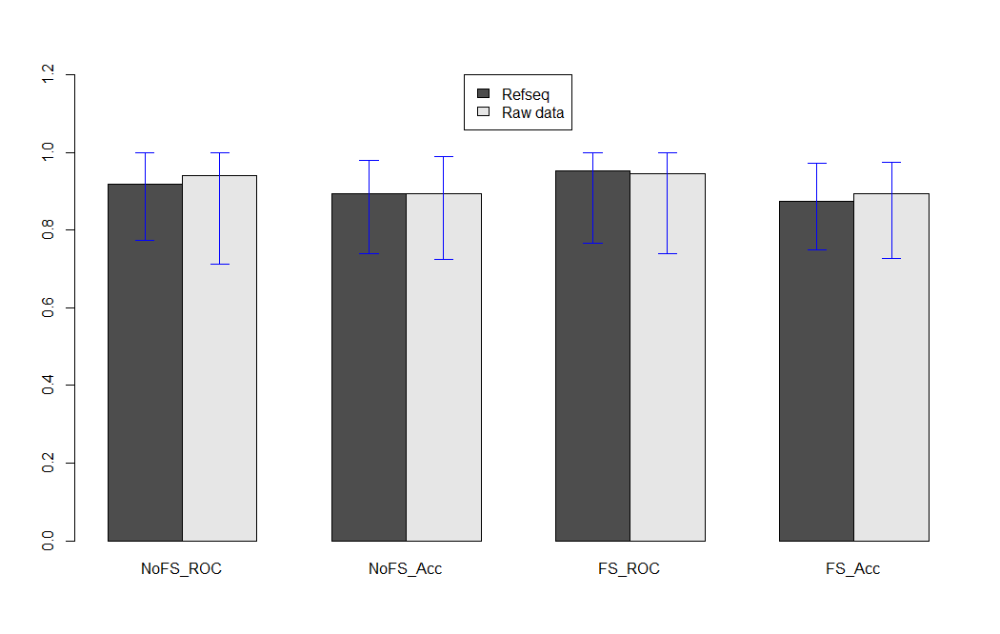 1.2
1.0
0.8
0.6
0.4
0.2
0.0
Refseq
Raw data
NoFS_ROC
NoFS_Acc
FS_ROC
FS_Acc